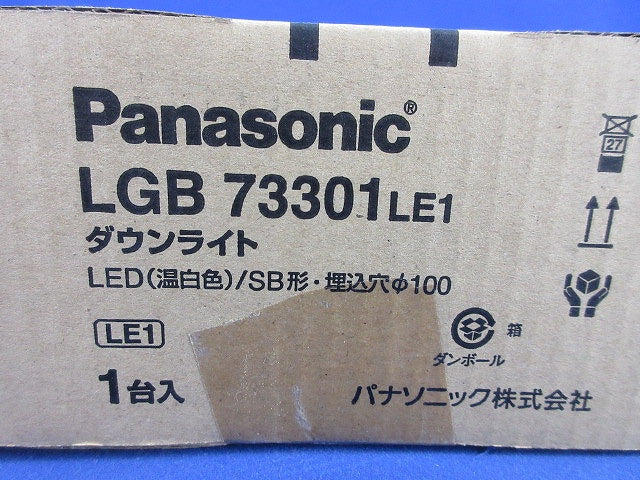 Panasonic®
LGB 73301 LE1
ダウンライト
LED(温白色)/SB形・埋込穴φ100
LE1
1台入
27
箱
ダンボール
パナソニック株式会社